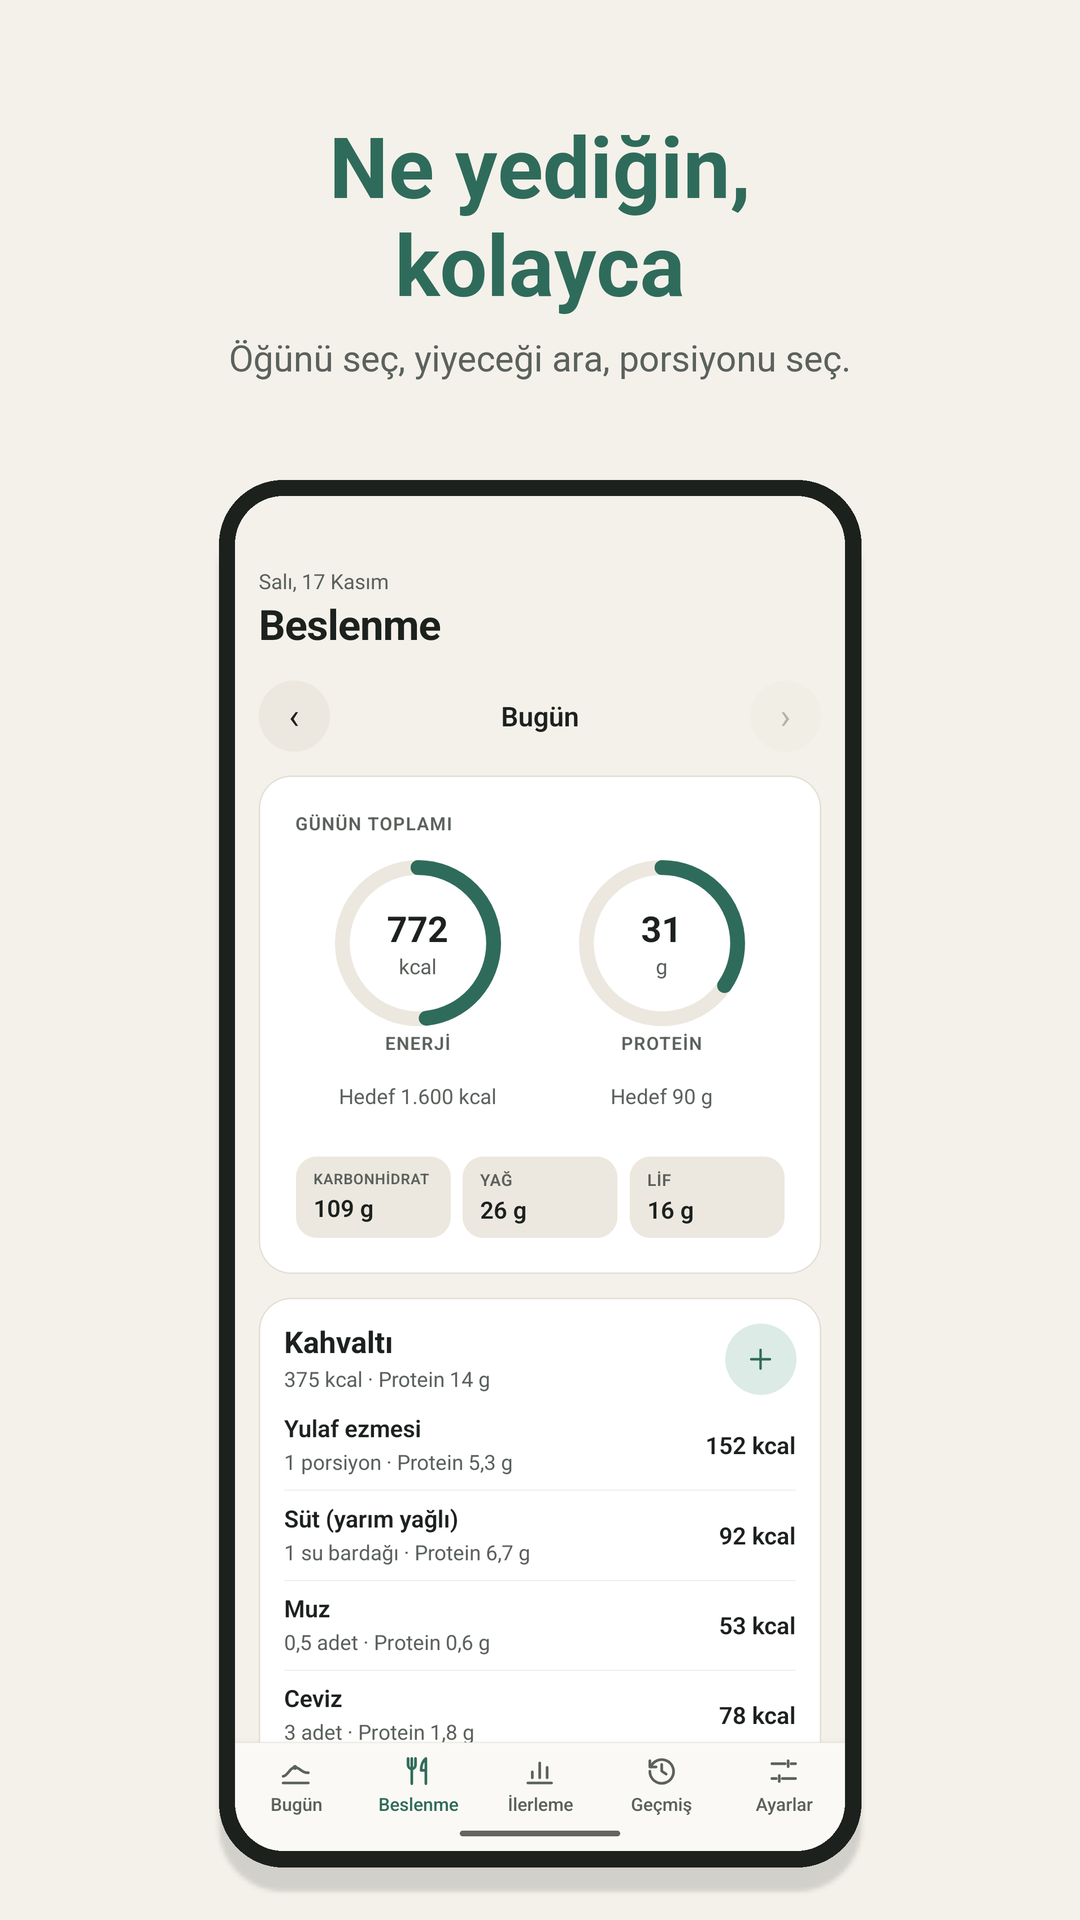 Ne yediğin,
kolayca
Öğünü seç, yiyeceği ara, porsiyonu seç.
Salı, 17 Kasım
Beslenme
‹ Bugün ›
GÜNÜN TOPLAMI
772 31
kcal g
ENERJİ PROTEİN
Hedef 1.600 kcal Hedef 90 g
KARBONHİDRAT YAĞ LİF
109 g 26 g 16 g
Kahvaltı
+
375 kcal · Protein 14 g
Yulaf ezmesi
152 kcal
1 porsiyon · Protein 5,3 g
Süt (yarım yağlı)
92 kcal
1 su bardağı · Protein 6,7 g
Muz
53 kcal
0,5 adet · Protein 0,6 g
Ceviz
78 kcal
3 adet · Protein 1,8 g
Bugün Beslenme İlerleme Geçmiş Ayarlar